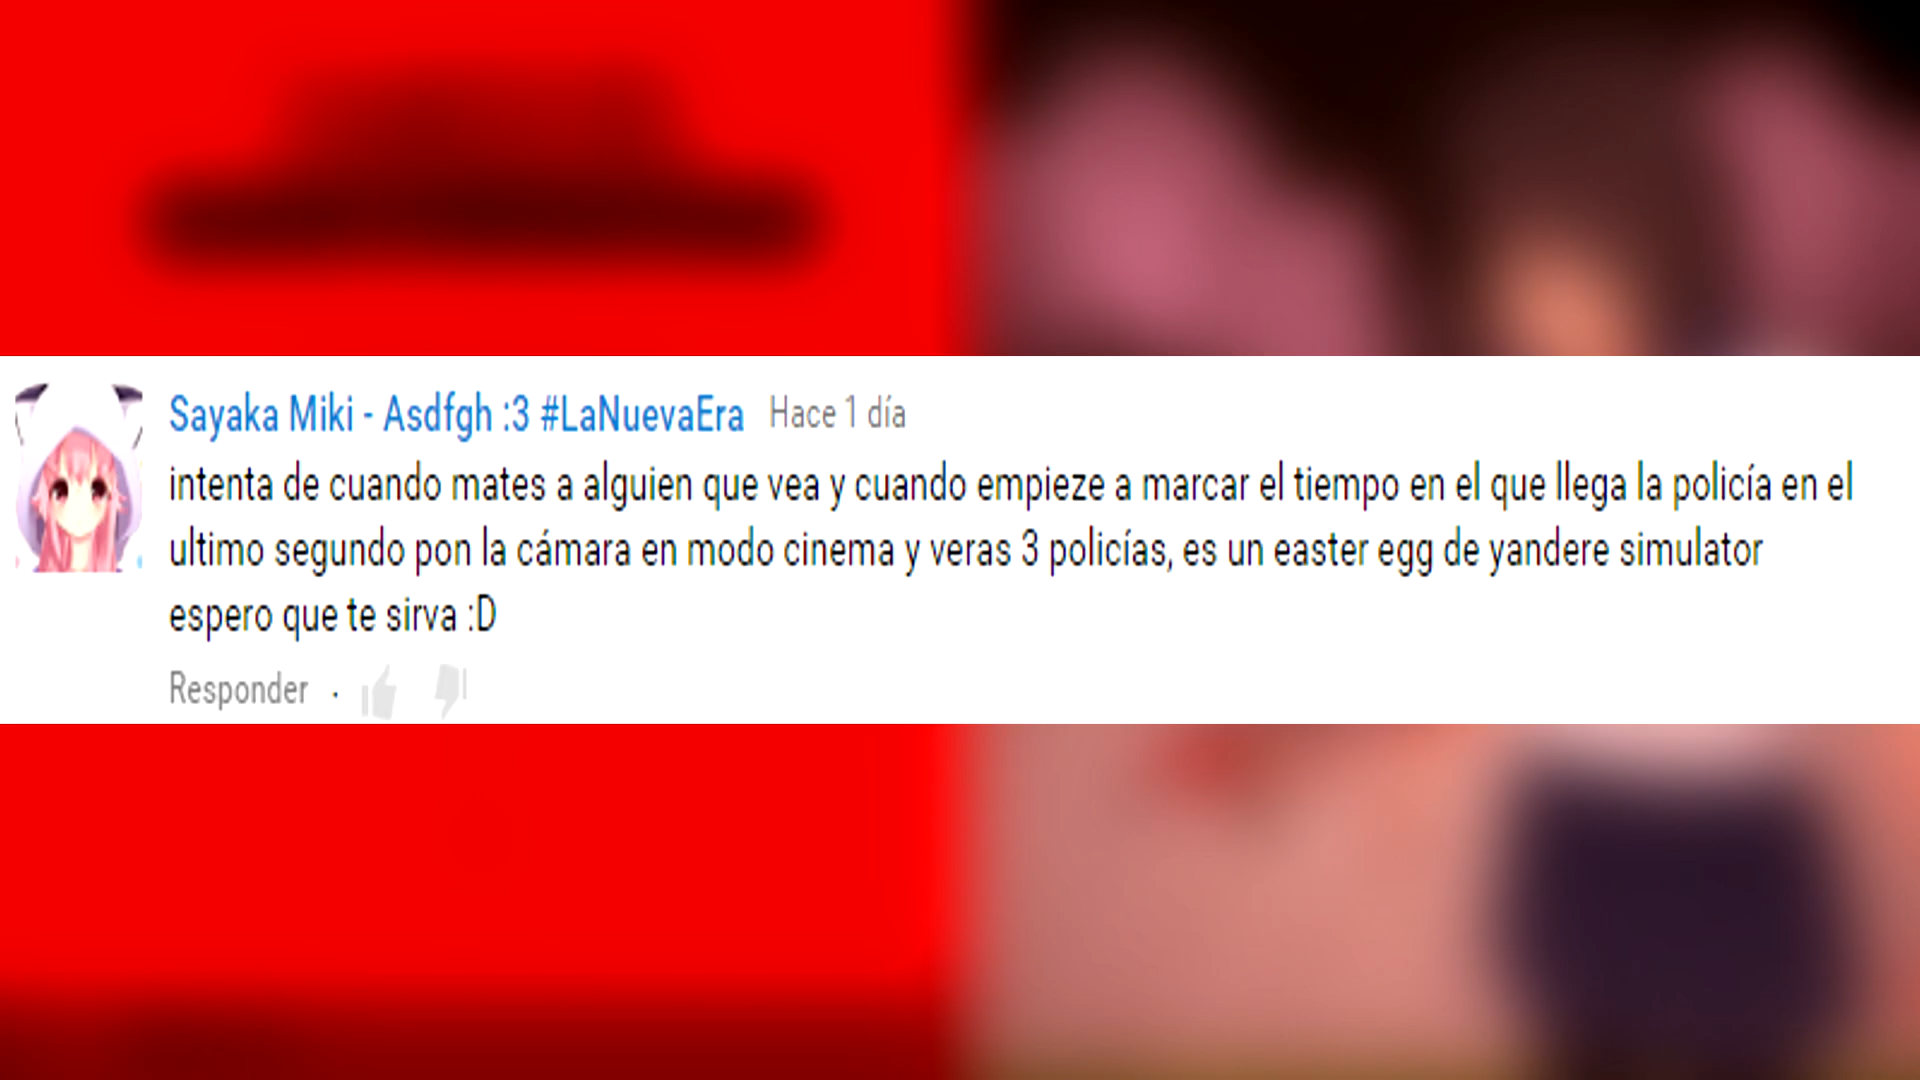 Sayaka Miki - Asdfgh :3 #LaNuevaEra Hace 1 día
intenta de cuando mates a alguien que vea y cuando empieze a marcar el tiempo en el que llega la policía en el
ultimo segundo pon la cámara en modo cinema y veras 3 policías, es un easter egg de yandere simulator
espero que te sirva :D
Responder ·